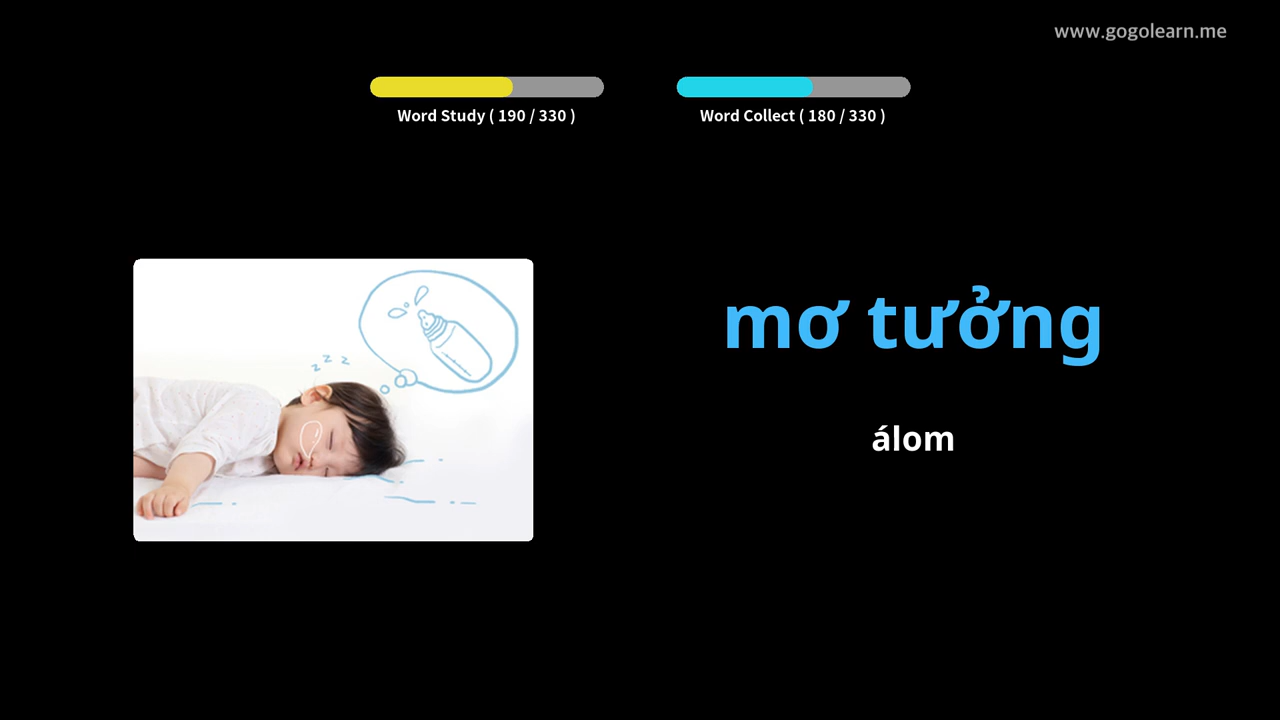 www.gogolearn.me
Word Study ( 190 / 330 )
Word Collect ( 180 / 330 )
z z z
mơ tưởng
álom